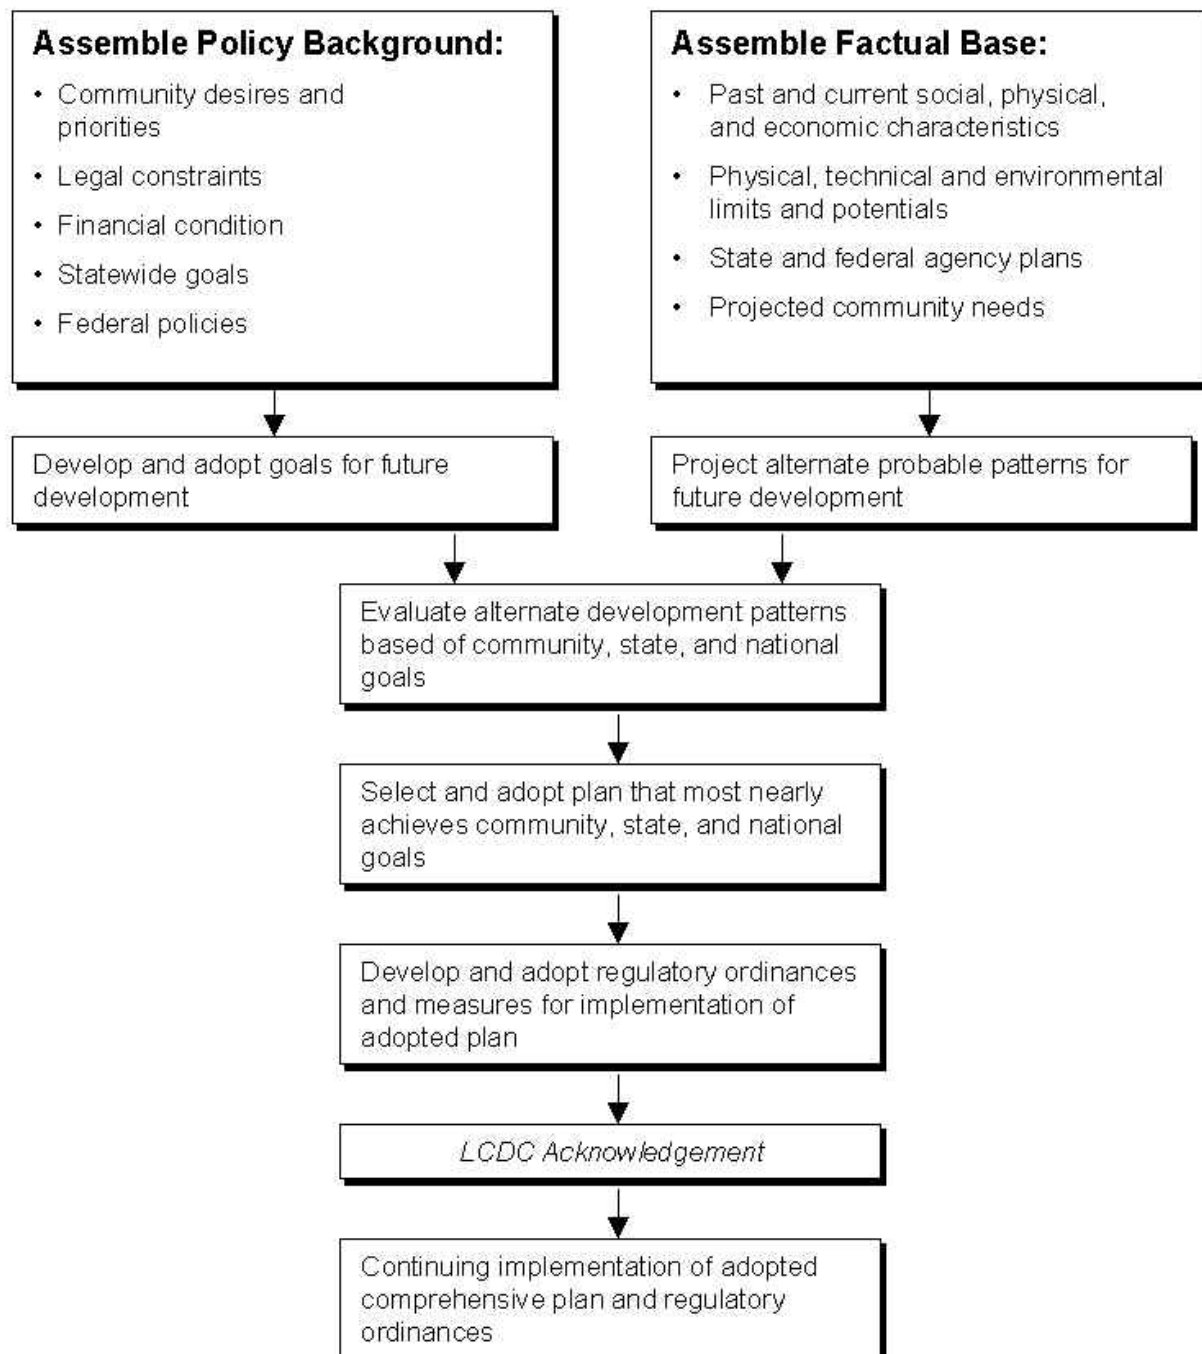 Assemble Policy Background:
• Community desires and
priorities
• Legal constraints
• Financial condition
• Statewide goals
• Federal policies
Assemble Factual Base:
• Past and current social, physical,
and economic characteristics
• Physical, technical and environmental
limits and potentials
• State and federal agency plans
• Projected community needs
Develop and adopt goals for future
development
Project alternate probable patterns for
future development
Evaluate alternate development patterns
based of community, state, and national
goals
Select and adopt plan that most nearly
achieves community, state, and national
goals
Develop and adopt regulatory ordinances
and measures for implementation of
adopted plan
LCDC Acknowledgement
Continuing implementation of adopted
comprehensive plan and regulatory
ordinances